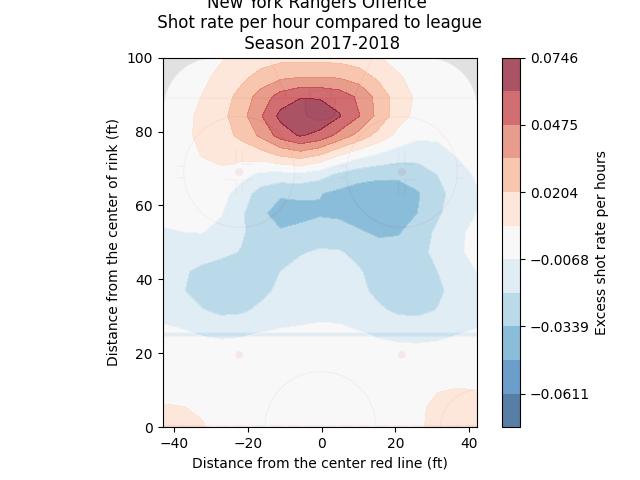 New York Rangers Offence
Shot rate per hour compared to league
Season 2017-2018
100
80
60
40
20
0
−40
−20
0
20
40
Distance from the center of rink (ft)
Distance from the center red line (ft)
0.0746
0.0475
0.0204
−0.0068
−0.0339
−0.0611
Excess shot rate per hours